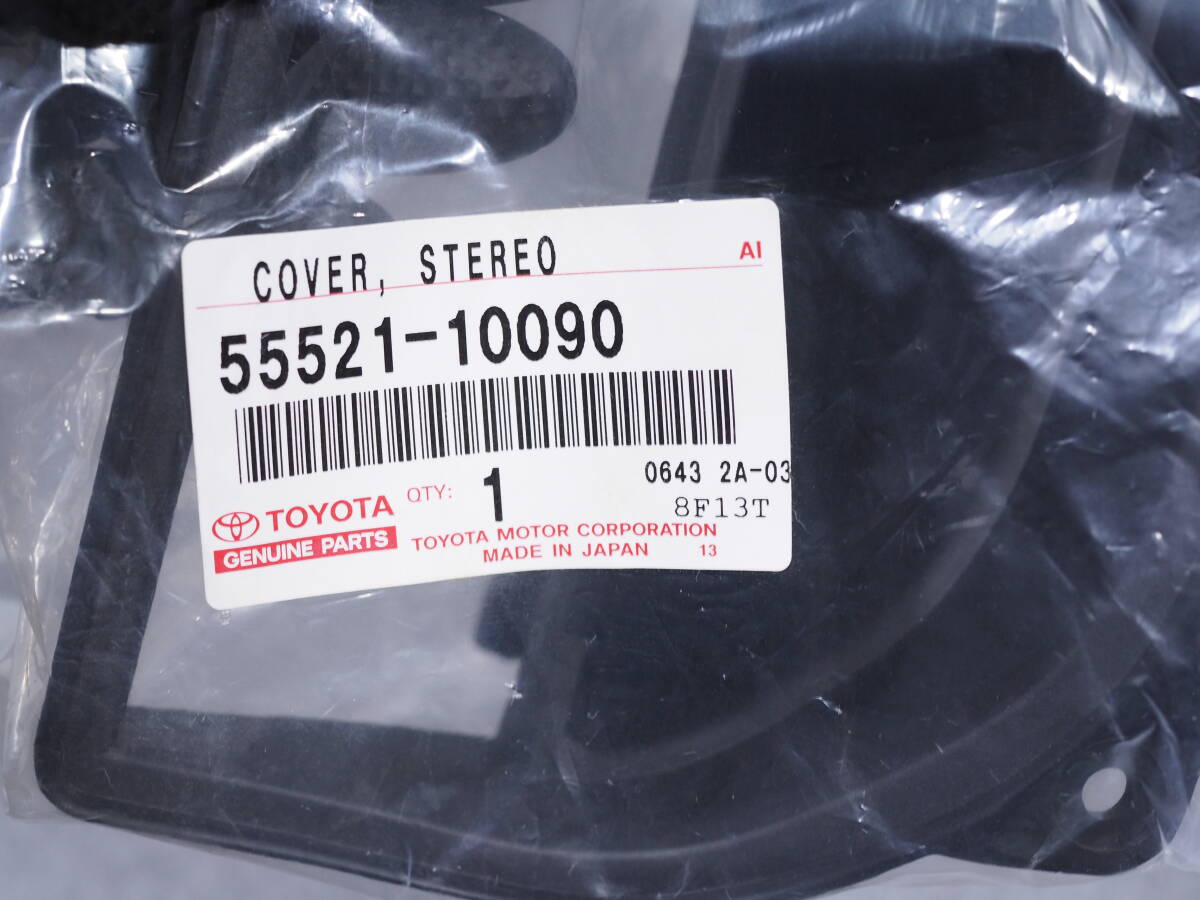 COVER, STEREO AI
55521-10090
QTY: 1 0643 2A-03
8F13T
TOYOTA
GENUINE PARTS
TOYOTA MOTOR CORPORATION
MADE IN JAPAN 13